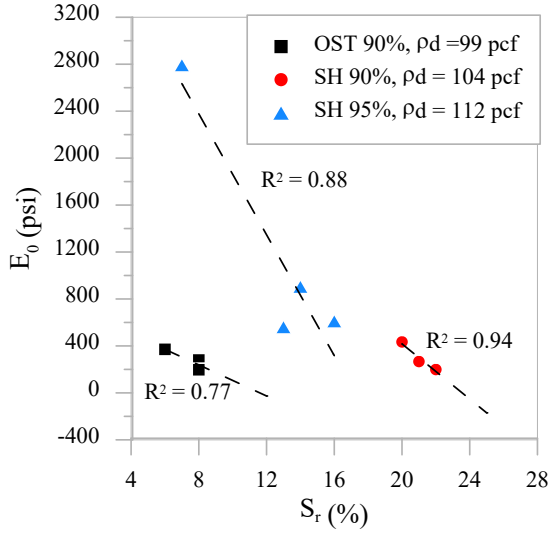 3200
2800
2400
2000
1600
1200
800
400
0
-400
E₀ (psi)
OST 90%, ρd =99 pcf
SH 90%, ρd = 104 pcf
SH 95%, ρd = 112 pcf
R² = 0.88
R² = 0.94
R² = 0.77
4 8 12 16 20 24 28
Sᵣ (%)